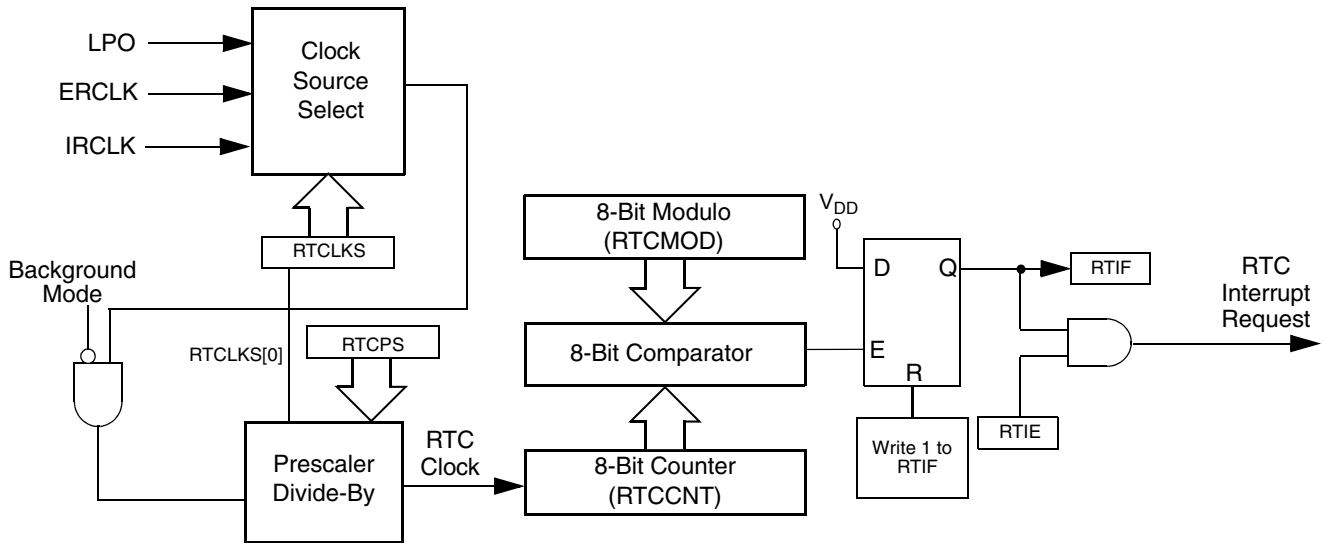 LPO
ERCLK
IRCLK
Clock
Source
Select
RTCLKS
Background
Mode
RTCLKS[0]
RTCPS
Prescaler
Divide-By
RTC
Clock
8-Bit Modulo
(RTCMOD)
8-Bit Comparator
8-Bit Counter
(RTCCNT)
VDD
D
Q
E
R
Write 1 to
RTIF
RTIF
RTIE
RTC
Interrupt
Request